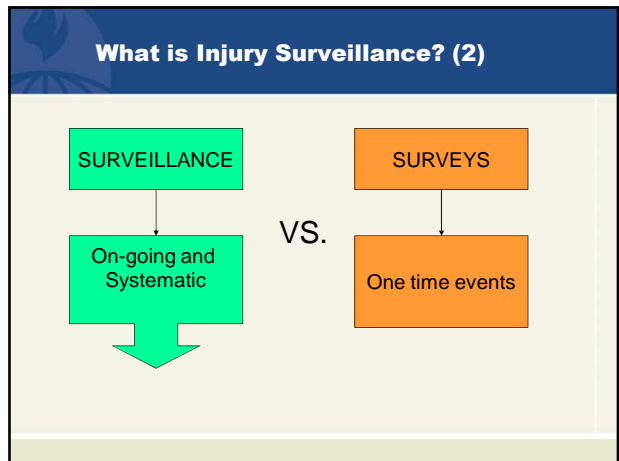 What is Injury Surveillance? (2)
SURVEILLANCE
SURVEYS
VS.
On-going and
Systematic
One time events